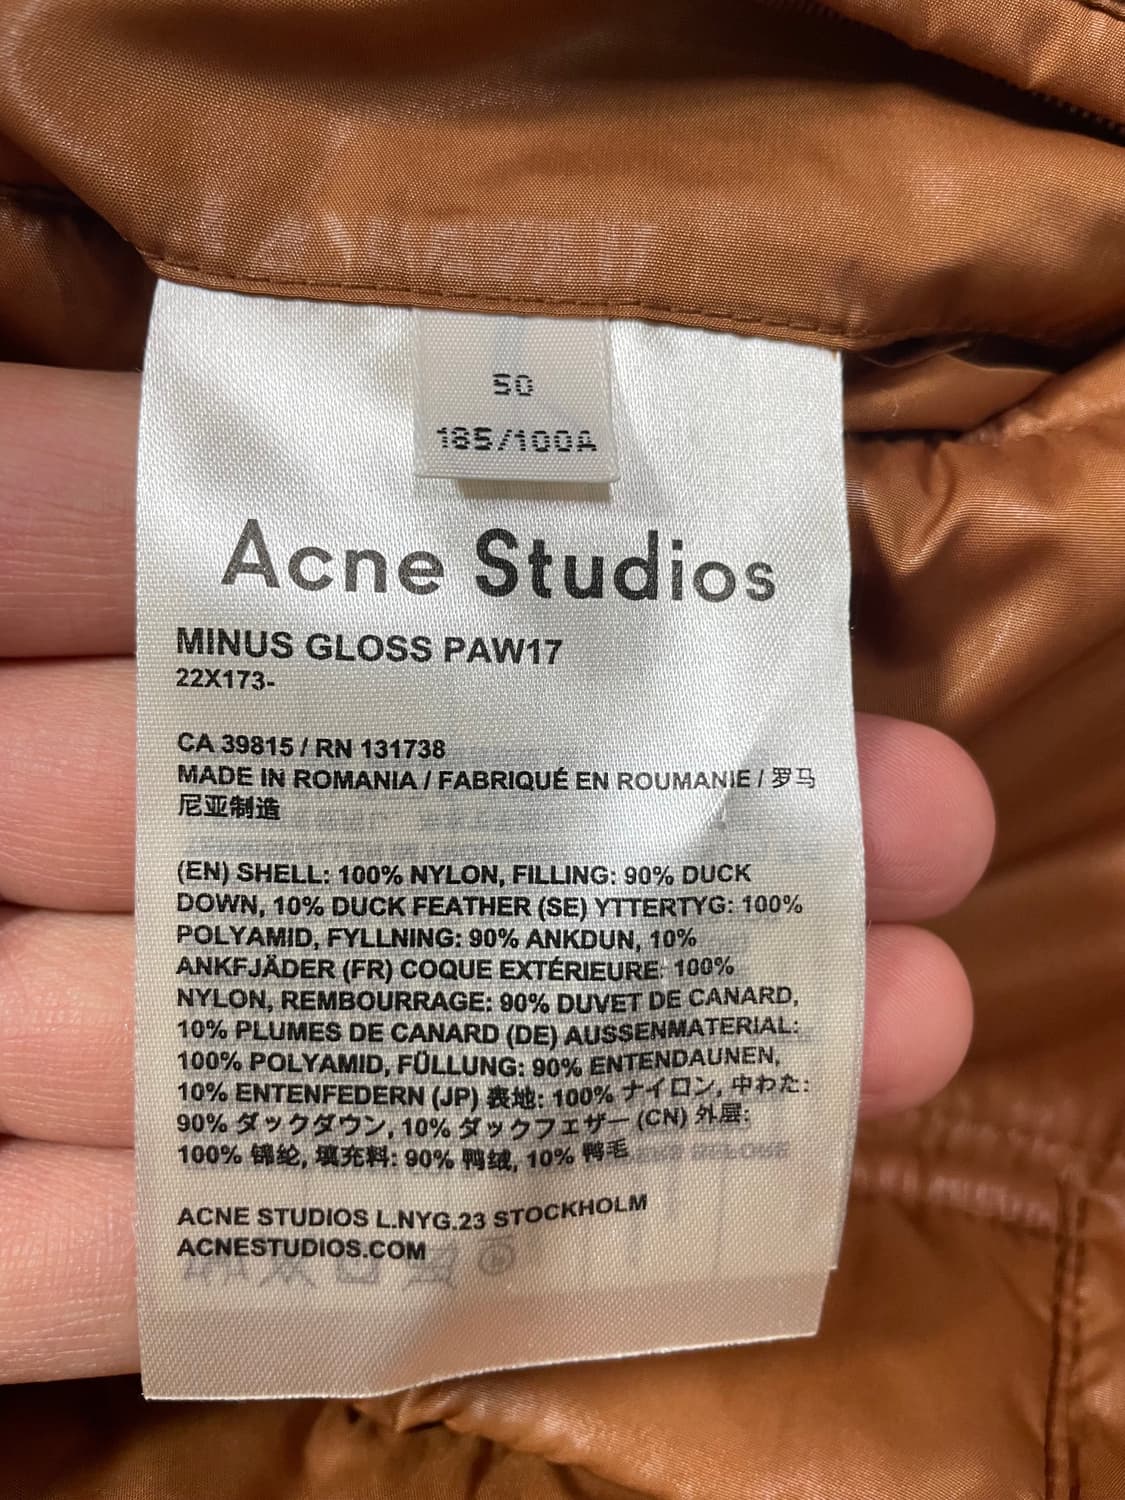 50
185/100A
Acne Studios
MINUS GLOSS PAW17
22X173-
CA 39815 / RN 131738
MADE IN ROMANIA / FABRIQUÉ EN ROUMANIE / 罗马
尼亚制造
(EN) SHELL: 100% NYLON, FILLING: 90% DUCK
DOWN, 10% DUCK FEATHER (SE) YTTERTYG: 100%
POLYAMID, FYLLNING: 90% ANKDUN, 10%
ANKFJÄDER (FR) COQUE EXTÉRIEURE: 100%
NYLON, REMBOURRAGE: 90% DUVET DE CANARD,
10% PLUMES DE CANARD (DE) AUSSENMATERIAL:
100% POLYAMID, FÜLLUNG: 90% ENTENDAUNEN,
10% ENTENFEDERN (JP) 表地: 100% ナイロン, 中わた:
90% ダックダウン, 10% ダックフェザー (CN) 外层:
100% 锦纶, 填充料: 90% 鸭绒, 10% 鸭毛
ACNE STUDIOS L.NYG.23 STOCKHOLM
ACNESTUDIOS.COM